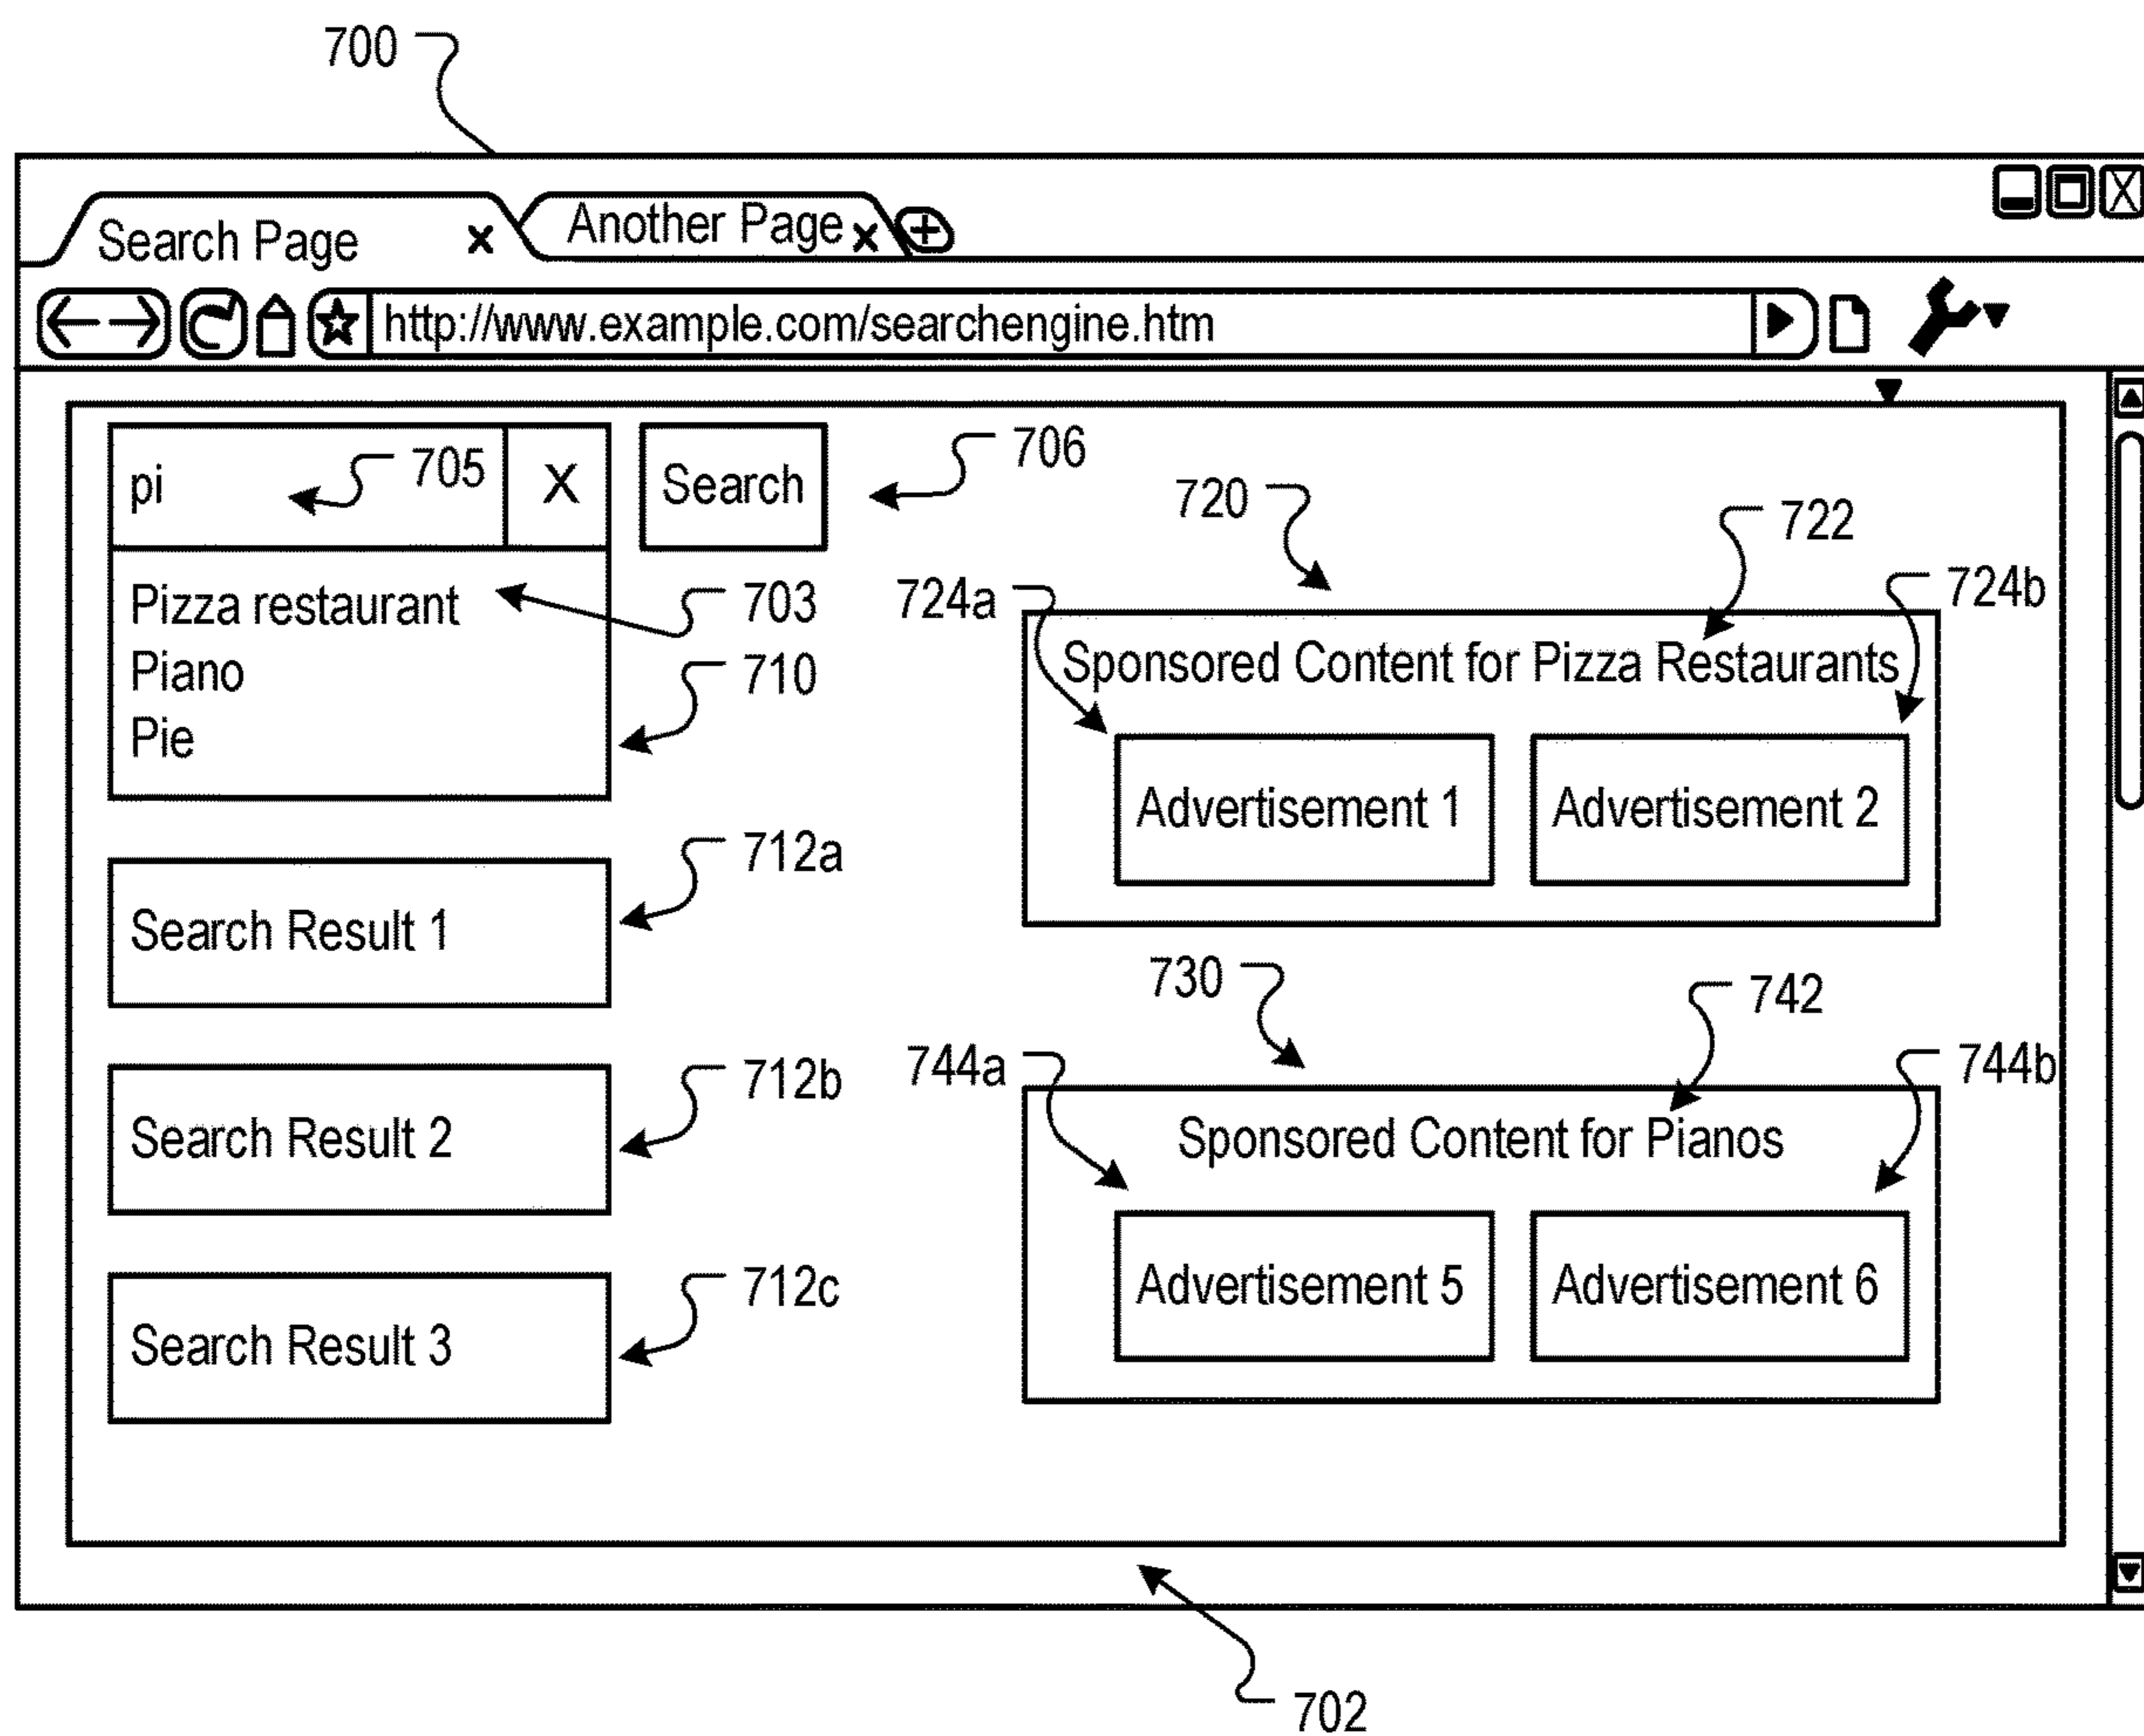 700
Search Page x Another Page x
http://www.example.com/searchengine.htm
pi 705 X Search 706
Pizza restaurant 703
Piano 710
Pie
712a
Search Result 1
712b
Search Result 2
712c
Search Result 3
720 722
724a 724b
Sponsored Content for Pizza Restaurants
Advertisement 1 Advertisement 2
730 742
744a 744b
Sponsored Content for Pianos
Advertisement 5 Advertisement 6
702